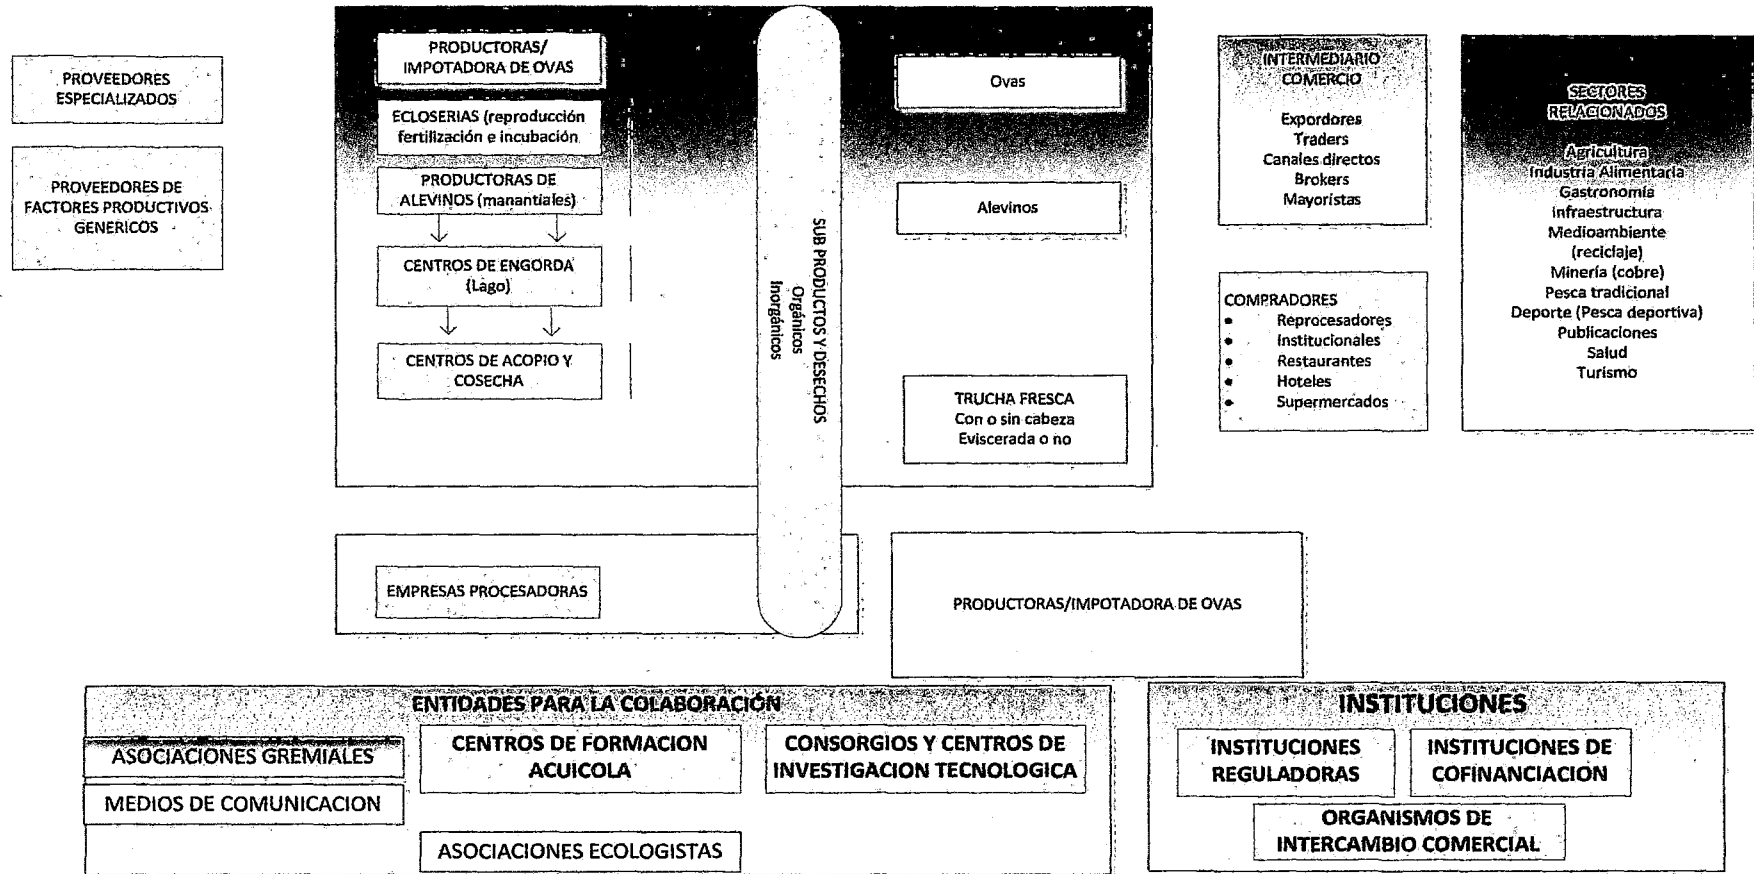 PROVEEDORES
ESPECIALIZADOS
PROVEEDORES DE
FACTORES PRODUCTIVOS
GENERICOS
PRODUCTORAS/
IMPOTADORA DE OVAS
ECLOSERIAS (reproducción
fertilización e incubación
PRODUCTORAS DE
ALEVINOS (manantiales)
CENTROS DE ENGORDA
(Lago)
CENTROS DE ACOPIO Y
COSECHA
SUB PRODUCTOS Y DESECHOS
Orgánicos
Inorgánicos
Ovas
Alevinos
TRUCHA FRESCA
Con o sin cabeza
Eviscerada o no
INTERMEDIARIO
COMERCIO
Expordores
Traders
Canales directos
Brokers
Mayoristas
COMPRADORES
• Reprocesadores
• Institucionales
• Restaurantes
• Hoteles
• Supermercados
SECTORES
RELACIONADOS
Agricultura
Industria Alimentaria
Gastronomía
Infraestructura
Medioambiente
(reciclaje)
Minería (cobre)
Pesca tradicional
Deporte (Pesca deportiva)
Publicaciones
Salud
Turismo
EMPRESAS PROCESADORAS
PRODUCTORAS/IMPOTADORA DE OVAS
ENTIDADES PARA LA COLABORACIÓN
ASOCIACIONES GREMIALES
MEDIOS DE COMUNICACION
CENTROS DE FORMACION
ACUICOLA
CONSORGIOS Y CENTROS DE
INVESTIGACION TECNOLOGICA
ASOCIACIONES ECOLOGISTAS
INSTITUCIONES
INSTITUCIONES
REGULADORAS
INSTITUCIONES DE
COFINANCIACION
ORGANISMOS DE
INTERCAMBIO COMERCIAL